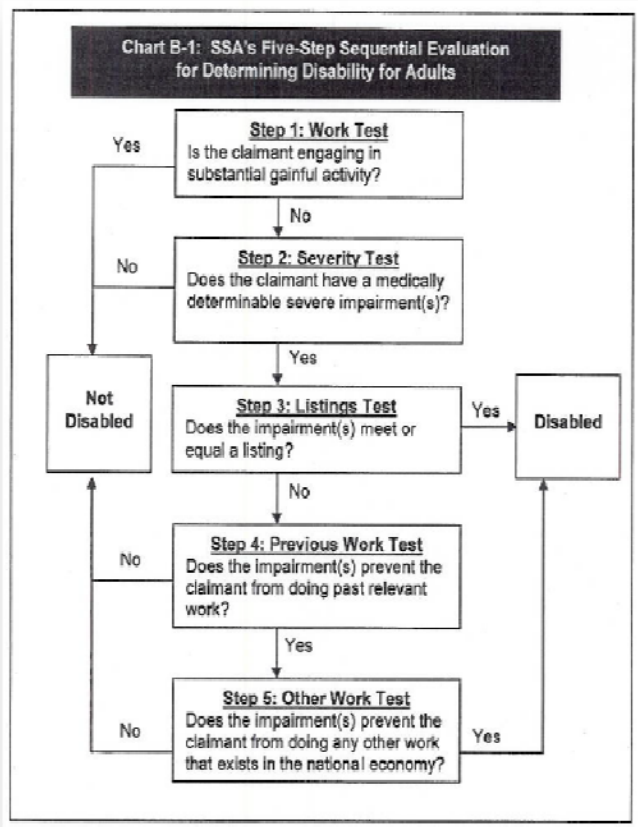 Chart B-1: SSA's Five-Step Sequential Evaluation
for Determining Disability for Adults
Step 1: Work Test
Is the claimant engaging in
substantial gainful activity?
Yes
No
Step 2: Severity Test
Does the claimant have a medically
determinable severe impairment(s)?
No
Yes
Not
Disabled
Step 3: Listings Test
Does the impairment(s) meet or
equal a listing?
Yes
Disabled
No
Step 4: Previous Work Test
Does the impairment(s) prevent the
claimant from doing past relevant
work?
No
Yes
Step 5: Other Work Test
Does the impairment(s) prevent the
claimant from doing any other work
that exists in the national economy?
No
Yes